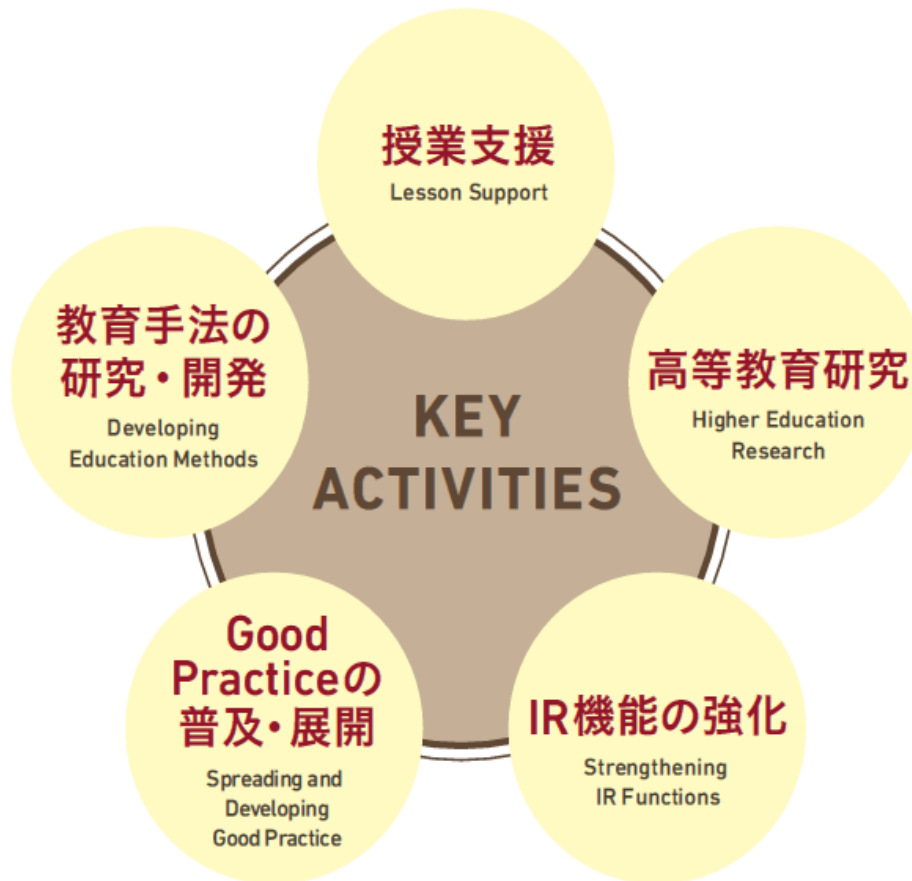 授業支援
Lesson Support
教育手法の
研究・開発
Developing
Education Methods
高等教育研究
Higher Education
Research
KEY
ACTIVITIES
Good
Practiceの
普及・展開
Spreading and
Developing
Good Practice
IR機能の強化
Strengthening
IR Functions